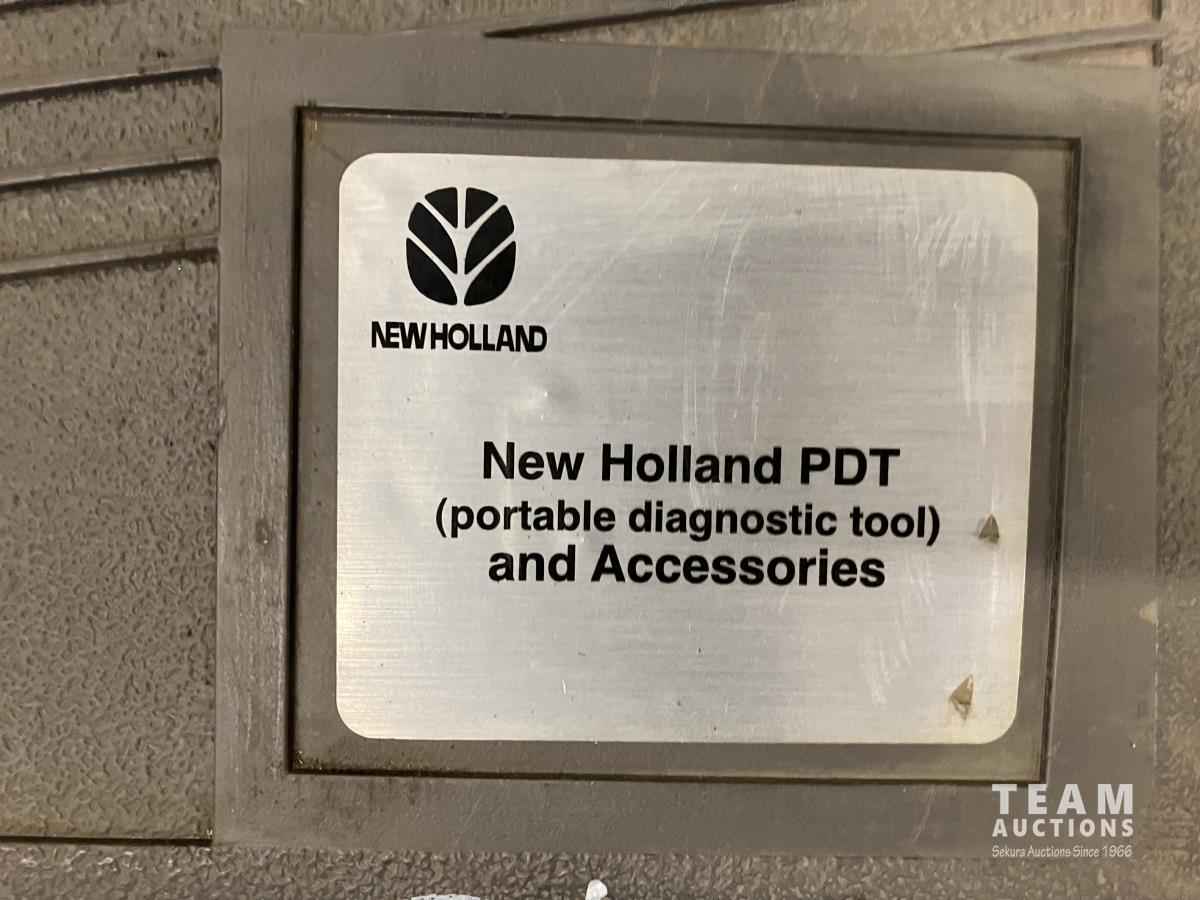 NEW HOLLAND
New Holland PDT
(portable diagnostic tool)
and Accessories
TEAM
AUCTIONS
Sekura Auctions Since 1966